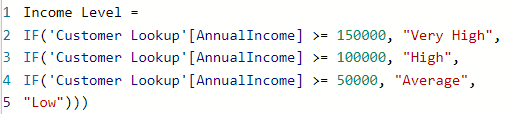 1 Income Level =
2 IF('Customer Lookup'[AnnualIncome] >= 150000, "Very High",
3 IF('Customer Lookup'[AnnualIncome] >= 100000, "High",
4 IF('Customer Lookup'[AnnualIncome] >= 50000, "Average",
5 "Low")))